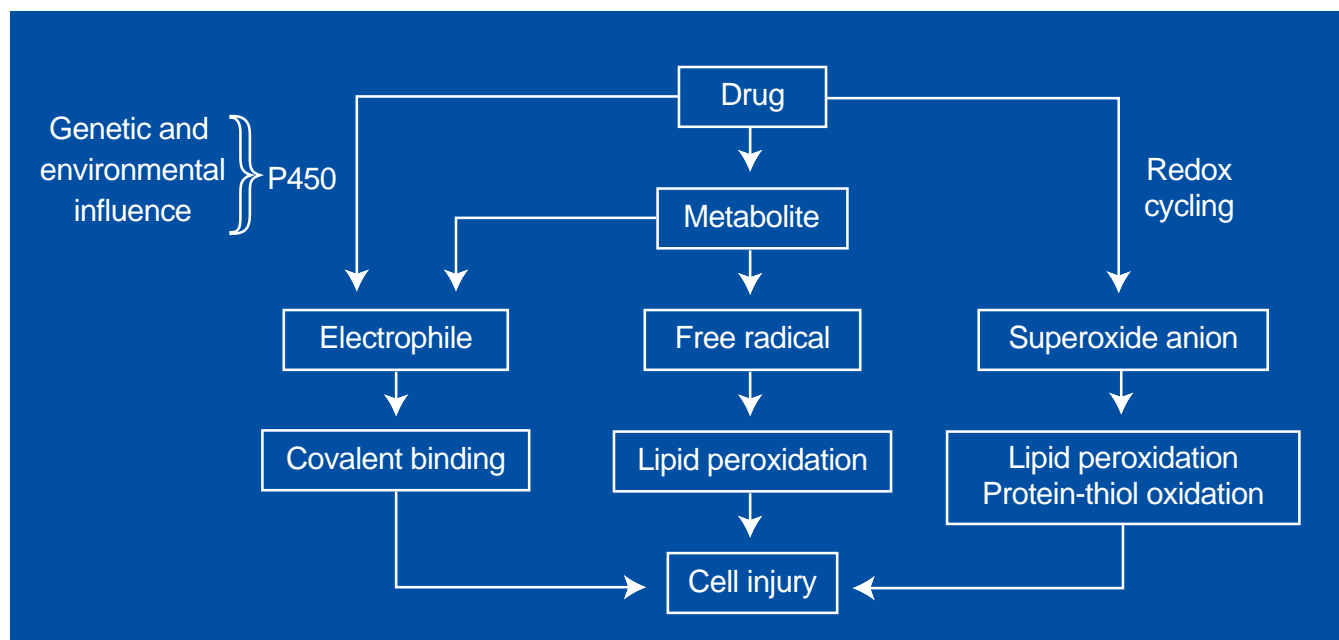 Drug
Genetic and
environmental
influence
P450
Redox
cycling
Metabolite
Electrophile
Free radical
Superoxide anion
Covalent binding
Lipid peroxidation
Lipid peroxidation
Protein-thiol oxidation
Cell injury